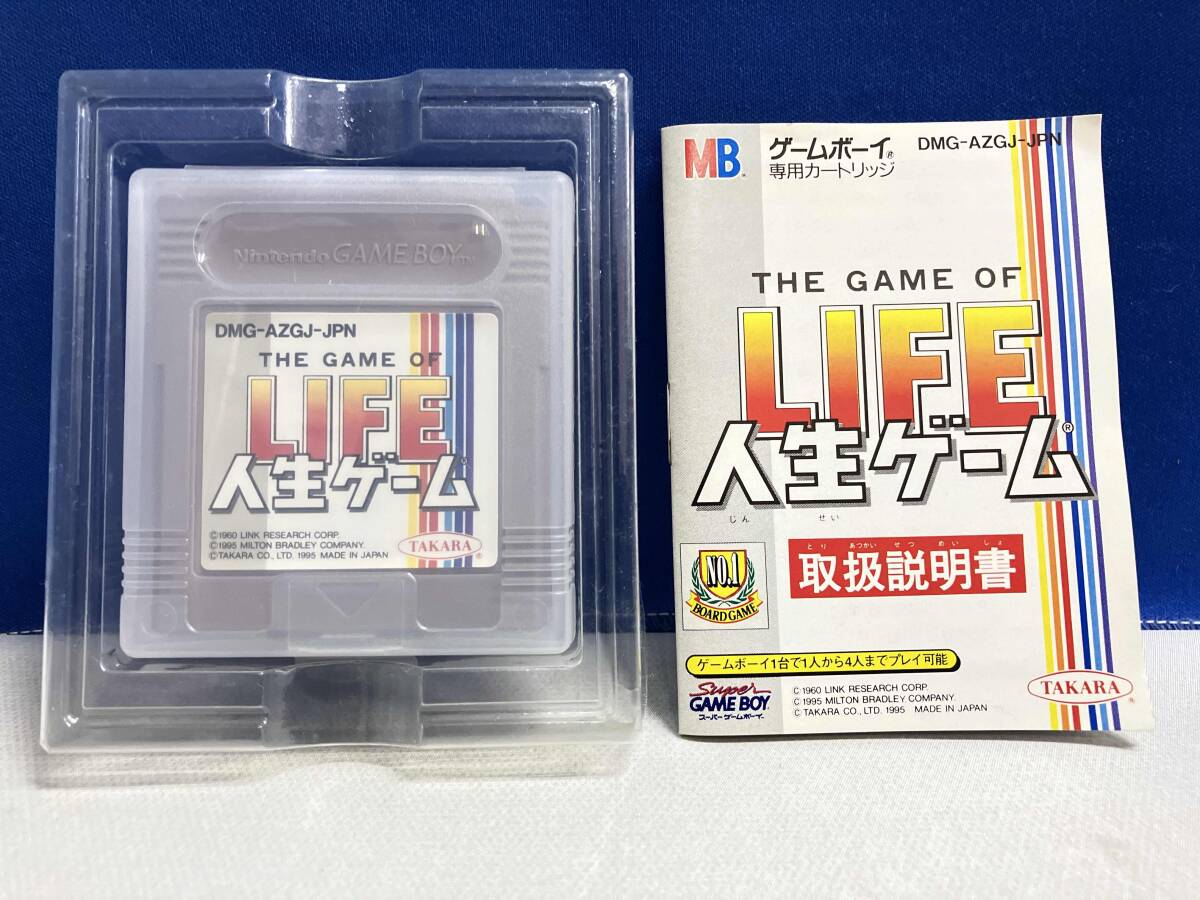 Nintendo GAME BOY TM
DMG-AZGJ-JPN
THE GAME OF
LIFE
人生ゲーム®
©1960 LINK RESEARCH CORP.
©1995 MILTON BRADLEY COMPANY.
©TAKARA CO., LTD. 1995 MADE IN JAPAN
TAKARA®
MB®
ゲームボーイ®
専用カートリッジ
DMG-AZGJ-JPN
THE GAME OF
LIFE
人生ゲーム®
じん せい
とり あつかい せつ めい しょ
取扱説明書
NO.1
BOARD GAME
ゲームボーイ1台で1人から4人までプレイ可能
Super
GAME BOY
スーパーゲームボーイ
©1960 LINK RESEARCH CORP.
©1995 MILTON BRADLEY COMPANY.
©TAKARA CO., LTD. 1995 MADE IN JAPAN
TAKARA®